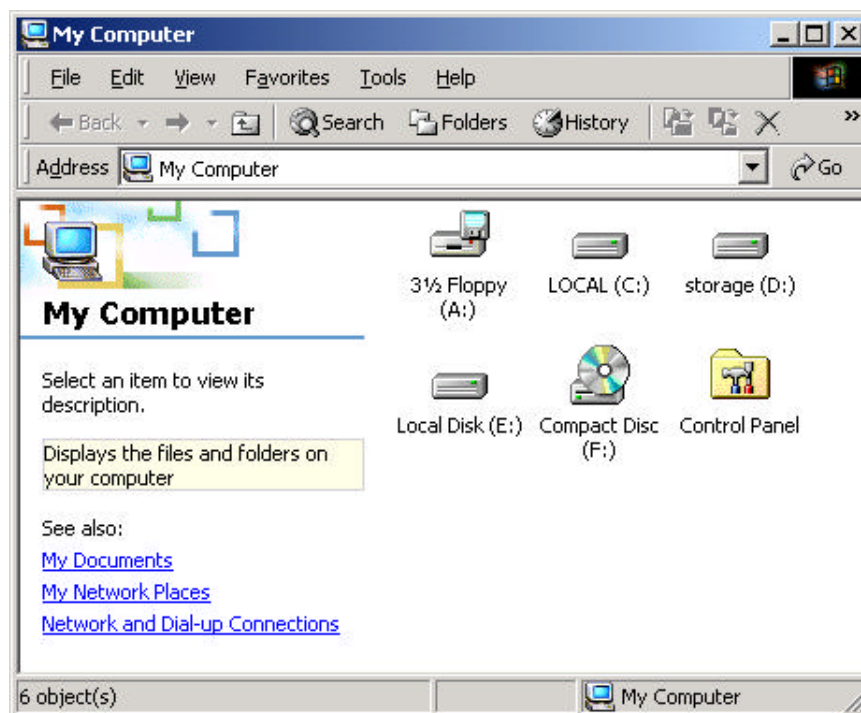 My Computer
File Edit View Favorites Tools Help
Back Search Folders History »
Address My Computer Go
My Computer
Select an item to view its
description.
Displays the files and folders on
your computer
See also:
My Documents
My Network Places
Network and Dial-up Connections
3½ Floppy
(A:)
LOCAL (C:)
storage (D:)
Local Disk (E:)
Compact Disc
(F:)
Control Panel
6 object(s)
My Computer